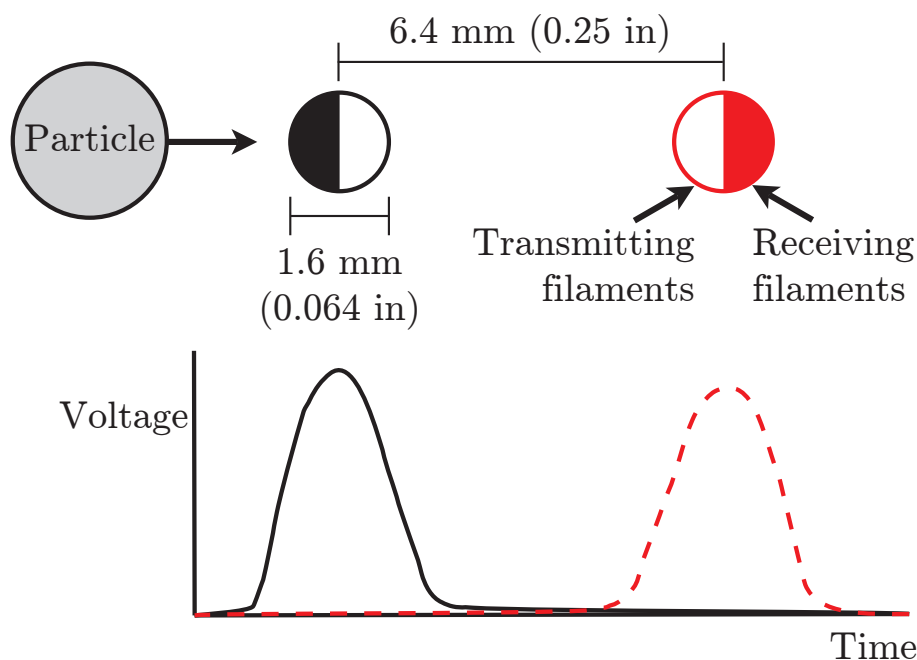 6.4 mm (0.25 in)
Particle
Transmitting
filaments
Receiving
filaments
1.6 mm
(0.064 in)
Voltage
Time